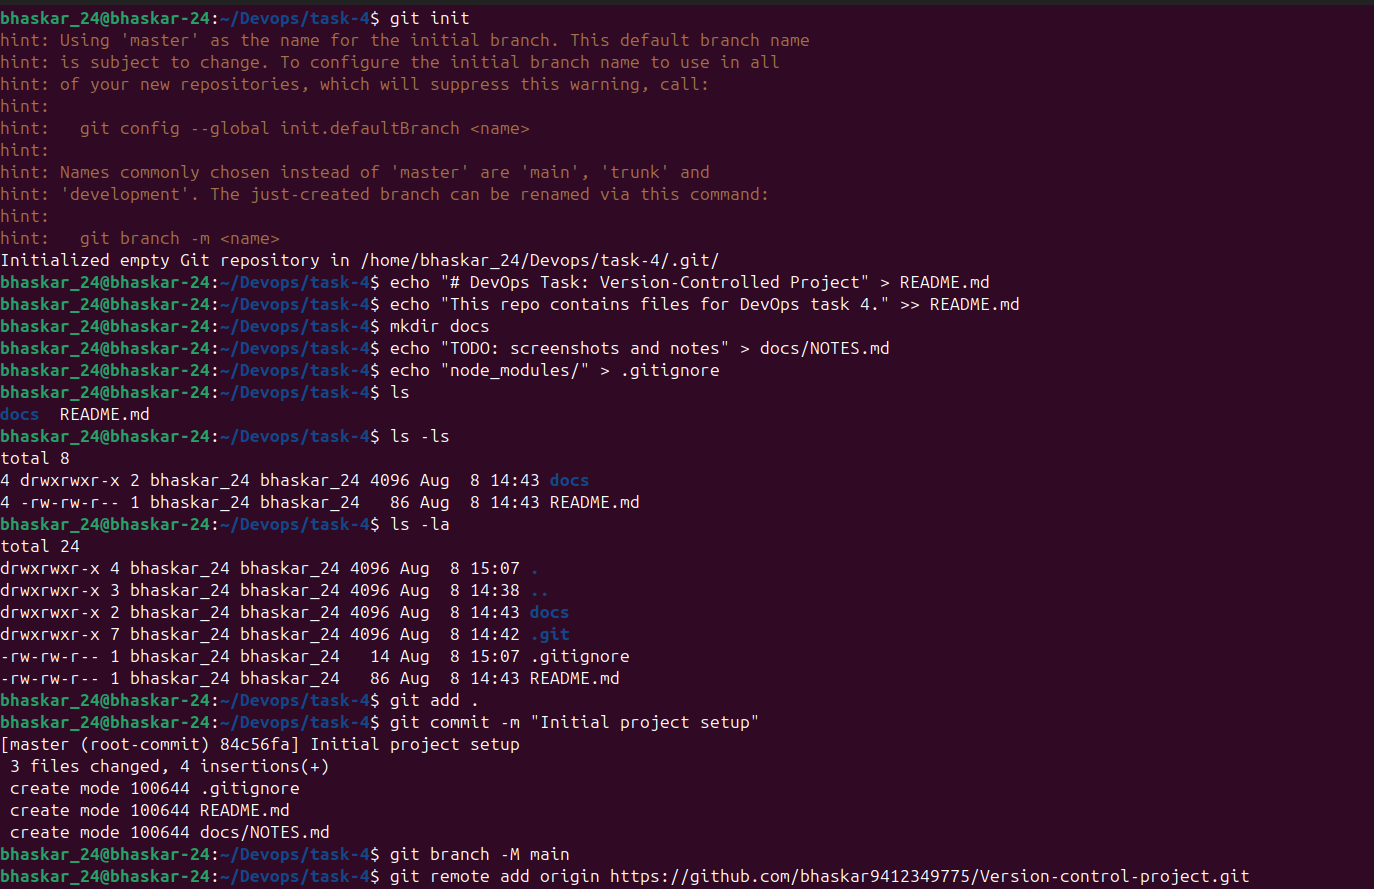 bhaskar_24@bhaskar-24:~/Devops/task-4$ git init
hint: Using 'master' as the name for the initial branch. This default branch name
hint: is subject to change. To configure the initial branch name to use in all
hint: of your new repositories, which will suppress this warning, call:
hint:
hint:   git config --global init.defaultBranch <name>
hint:
hint: Names commonly chosen instead of 'master' are 'main', 'trunk' and
hint: 'development'. The just-created branch can be renamed via this command:
hint:
hint:   git branch -m <name>
Initialized empty Git repository in /home/bhaskar_24/Devops/task-4/.git/
bhaskar_24@bhaskar-24:~/Devops/task-4$ echo "# DevOps Task: Version-Controlled Project" > README.md
bhaskar_24@bhaskar-24:~/Devops/task-4$ echo "This repo contains files for DevOps task 4." >> README.md
bhaskar_24@bhaskar-24:~/Devops/task-4$ mkdir docs
bhaskar_24@bhaskar-24:~/Devops/task-4$ echo "TODO: screenshots and notes" > docs/NOTES.md
bhaskar_24@bhaskar-24:~/Devops/task-4$ echo "node_modules/" > .gitignore
bhaskar_24@bhaskar-24:~/Devops/task-4$ ls
docs  README.md
bhaskar_24@bhaskar-24:~/Devops/task-4$ ls -ls
total 8
4 drwxrwxr-x 2 bhaskar_24 bhaskar_24 4096 Aug  8 14:43 docs
4 -rw-rw-r-- 1 bhaskar_24 bhaskar_24   86 Aug  8 14:43 README.md
bhaskar_24@bhaskar-24:~/Devops/task-4$ ls -la
total 24
drwxrwxr-x 4 bhaskar_24 bhaskar_24 4096 Aug  8 15:07 .
drwxrwxr-x 3 bhaskar_24 bhaskar_24 4096 Aug  8 14:38 ..
drwxrwxr-x 2 bhaskar_24 bhaskar_24 4096 Aug  8 14:43 docs
drwxrwxr-x 7 bhaskar_24 bhaskar_24 4096 Aug  8 14:42 .git
-rw-rw-r-- 1 bhaskar_24 bhaskar_24   14 Aug  8 15:07 .gitignore
-rw-rw-r-- 1 bhaskar_24 bhaskar_24   86 Aug  8 14:43 README.md
bhaskar_24@bhaskar-24:~/Devops/task-4$ git add .
bhaskar_24@bhaskar-24:~/Devops/task-4$ git commit -m "Initial project setup"
[master (root-commit) 84c56fa] Initial project setup
 3 files changed, 4 insertions(+)
 create mode 100644 .gitignore
 create mode 100644 README.md
 create mode 100644 docs/NOTES.md
bhaskar_24@bhaskar-24:~/Devops/task-4$ git branch -M main
bhaskar_24@bhaskar-24:~/Devops/task-4$ git remote add origin https://github.com/bhaskar9412349775/Version-control-project.git